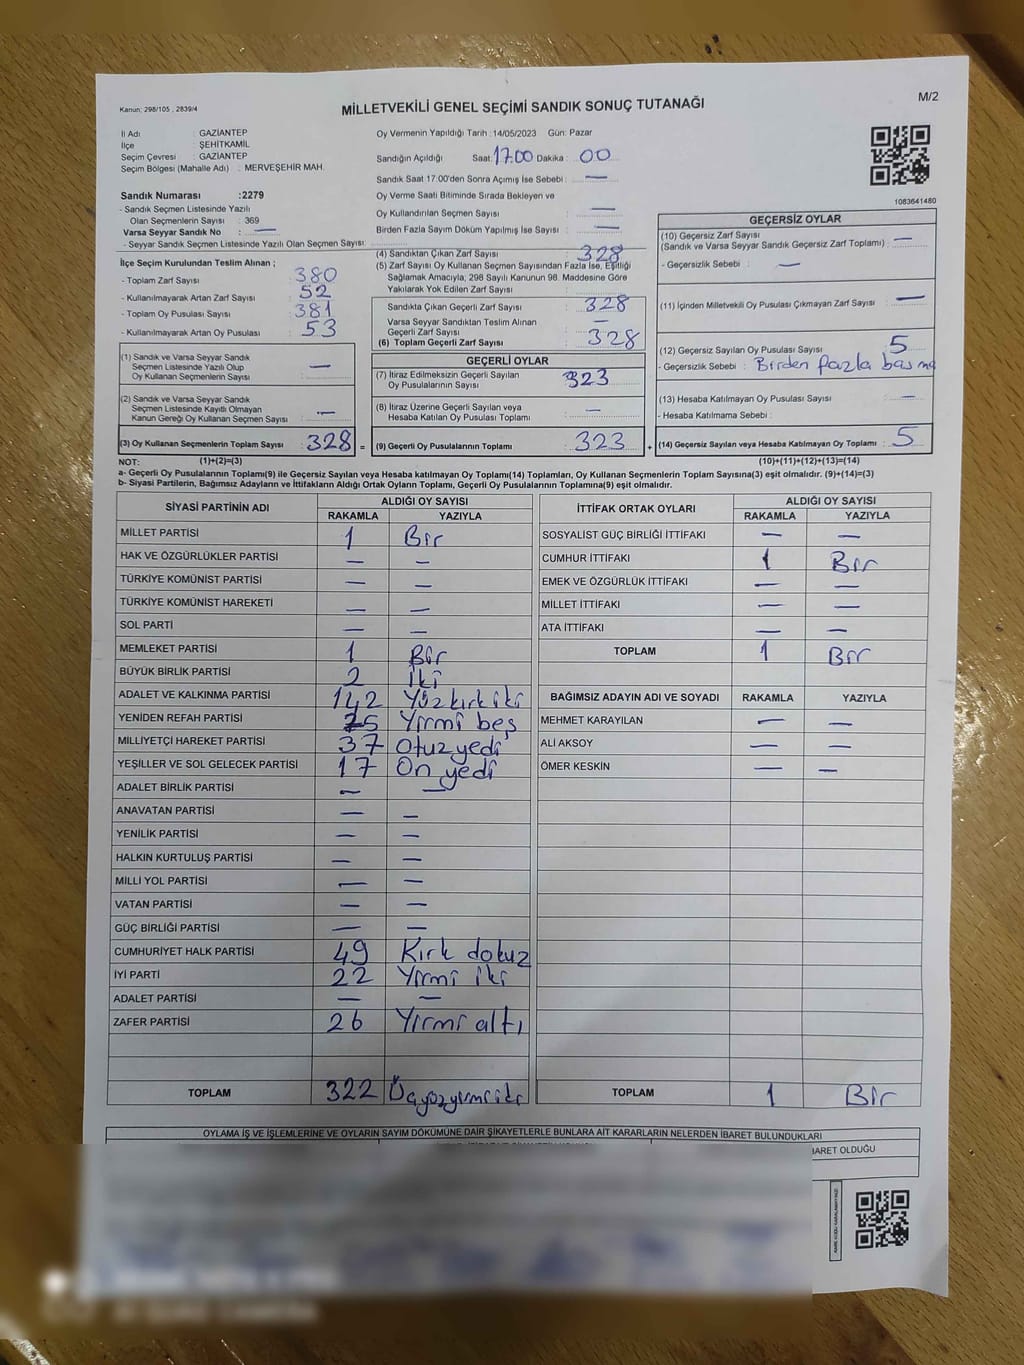 Kanun: 298/105 , 2839/4
MİLLETVEKİLİ GENEL SEÇİMİ SANDIK SONUÇ TUTANAĞI
M/2
İl Adı : GAZİANTEP
İlçe : ŞEHİTKAMİL
Seçim Çevresi : GAZİANTEP
Seçim Bölgesi (Mahalle Adı) : MERVEŞEHİR MAH.
Oy Vermenin Yapıldığı Tarih : 14/05/2023 Gün: Pazar
Sandığın Açıldığı Saat: 17:00 Dakika : 00
Sandık Saat 17:00'den Sonra Açımış İse Sebebi : —
Oy Verme Saati Bitiminde Sırada Bekleyen ve
Oy Kullandırılan Seçmen Sayısı : —
Birden Fazla Sayım Döküm Yapılmış İse Sayısı : —
1083641480
Sandık Numarası :2279
- Sandık Seçmen Listesinde Yazılı
Olan Seçmenlerin Sayısı : 369
Varsa Seyyar Sandık No : —
- Seyyar Sandık Seçmen Listesinde Yazılı Olan Seçmen Sayısı:
İlçe Seçim Kurulundan Teslim Alınan ;
- Toplam Zarf Sayısı : 380
- Kullanılmayarak Artan Zarf Sayısı : 52
- Toplam Oy Pusulası Sayısı : 381
- Kullanılmayarak Artan Oy Pusulası : 53
(1) Sandık ve Varsa Seyyar Sandık
Seçmen Listesinde Yazılı Olup
Oy Kullanan Seçmenlerin Sayısı : —
(2) Sandık ve Varsa Seyyar Sandık
Seçmen Listesinde Kayıtlı Olmayan
Kanun Gereği Oy Kullanan Seçmen Sayısı : —
(3) Oy Kullanan Seçmenlerin Toplam Sayısı : 328 =
(4) Sandıktan Çıkan Zarf Sayısı : 328
(5) Zarf Sayısı Oy Kullanan Seçmen Sayısından Fazla İse, Eşitliği
Sağlamak Amacıyla; 298 Sayılı Kanunun 98. Maddesine Göre
Yakılarak Yok Edilen Zarf Sayısı :
Sandıkta Çıkan Geçerli Zarf Sayısı : 328
Varsa Seyyar Sandıktan Teslim Alınan
Geçerli Zarf Sayısı : —
(6) Toplam Geçerli Zarf Sayısı : 328
GEÇERLİ OYLAR
(7) İtiraz Edilmeksizin Geçerli Sayılan
Oy Pusulalarının Sayısı : 323
(8) İtiraz Üzerine Geçerli Sayılan veya
Hesaba Katılan Oy Pusulası Toplamı : —
(9) Geçerli Oy Pusulalarının Toplamı : 323 +
GEÇERSİZ OYLAR
(10) Geçersiz Zarf Sayısı
(Sandık ve Varsa Seyyar Sandık Geçersiz Zarf Toplamı) : —
- Geçersizlik Sebebi : —
(11) İçinden Milletvekili Oy Pusulası Çıkmayan Zarf Sayısı : —
(12) Geçersiz Sayılan Oy Pusulası Sayısı : 5
- Geçersizlik Sebebi : Birden fazla basma
(13) Hesaba Katılmayan Oy Pusulası Sayısı : —
- Hesaba Katılmama Sebebi :
(14) Geçersiz Sayılan veya Hesaba Katılmayan Oy Toplamı : 5
NOT: (1)+(2)=(3) (10)+(11)+(12)+(13)=(14)
a- Geçerli Oy Pusulalarının Toplamı(9) ile Geçersiz Sayılan veya Hesaba katılmayan Oy Toplamı(14) Toplamları, Oy Kullanan Seçmenlerin Toplam Sayısına(3) eşit olmalıdır. (9)+(14)=(3)
b- Siyasi Partilerin, Bağımsız Adayların ve İttifakların Aldığı Ortak Oyların Toplamı, Geçerli Oy Pusulalarının Toplamına(9) eşit olmalıdır.
SİYASİ PARTİNİN ADI ALDIĞI OY SAYISI
RAKAMLA YAZIYLA
MİLLET PARTİSİ 1 Bir
HAK VE ÖZGÜRLÜKLER PARTİSİ — —
TÜRKİYE KOMÜNİST PARTİSİ — —
TÜRKİYE KOMÜNİST HAREKETİ — —
SOL PARTİ — —
MEMLEKET PARTİSİ 1 Bir
BÜYÜK BİRLİK PARTİSİ 2 İki
ADALET VE KALKINMA PARTİSİ 142 Yüzkırkiki
YENİDEN REFAH PARTİSİ 25 Yirmi beş
MİLLİYETÇİ HAREKET PARTİSİ 37 Otuz yedi
YEŞİLLER VE SOL GELECEK PARTİSİ 17 On yedi
ADALET BİRLİK PARTİSİ — —
ANAVATAN PARTİSİ — —
YENİLİK PARTİSİ — —
HALKIN KURTULUŞ PARTİSİ — —
MİLLİ YOL PARTİSİ — —
VATAN PARTİSİ — —
GÜÇ BİRLİĞİ PARTİSİ — —
CUMHURİYET HALK PARTİSİ 49 Kırk dokuz
İYİ PARTİ 22 Yirmi iki
ADALET PARTİSİ — —
ZAFER PARTİSİ 26 Yirmi altı
TOPLAM 322 Üçyüzyirmiiki
İTTİFAK ORTAK OYLARI ALDIĞI OY SAYISI
RAKAMLA YAZIYLA
SOSYALİST GÜÇ BİRLİĞİ İTTİFAKI — —
CUMHUR İTTİFAKI 1 Bir
EMEK VE ÖZGÜRLÜK İTTİFAKI — —
MİLLET İTTİFAKI — —
ATA İTTİFAKI — —
TOPLAM 1 Bir
BAĞIMSIZ ADAYIN ADI VE SOYADI RAKAMLA YAZIYLA
MEHMET KARAYILAN — —
ALİ AKSOY — —
ÖMER KESKİN — —
TOPLAM 1 Bir
OYLAMA İŞ VE İŞLEMLERİNE VE OYLARIN SAYIM DÖKÜMÜNE DAİR ŞİKAYETLERLE BUNLARA AİT KARARLARIN NELERDEN İBARET BULUNDUKLARI
BARET OLDUĞU